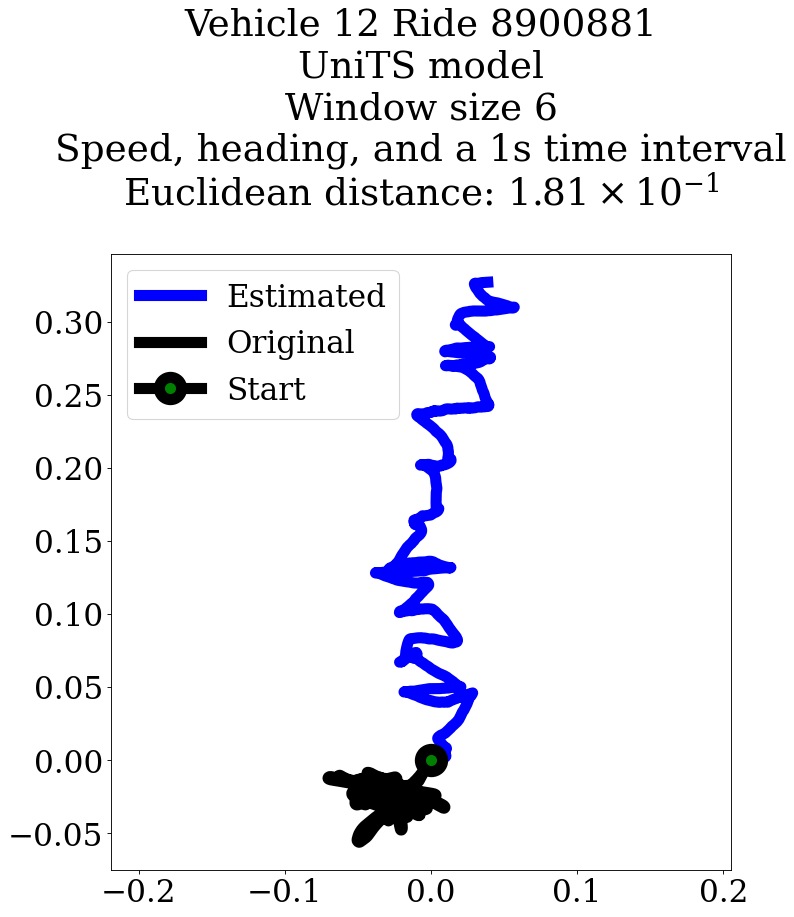 Vehicle 12 Ride 8900881
UniTS model
Window size 6
Speed, heading, and a 1s time interval
Euclidean distance: 1.81 × 10⁻¹
Estimated
Original
Start
0.30
0.25
0.20
0.15
0.10
0.05
0.00
−0.05
−0.2 −0.1 0.0 0.1 0.2